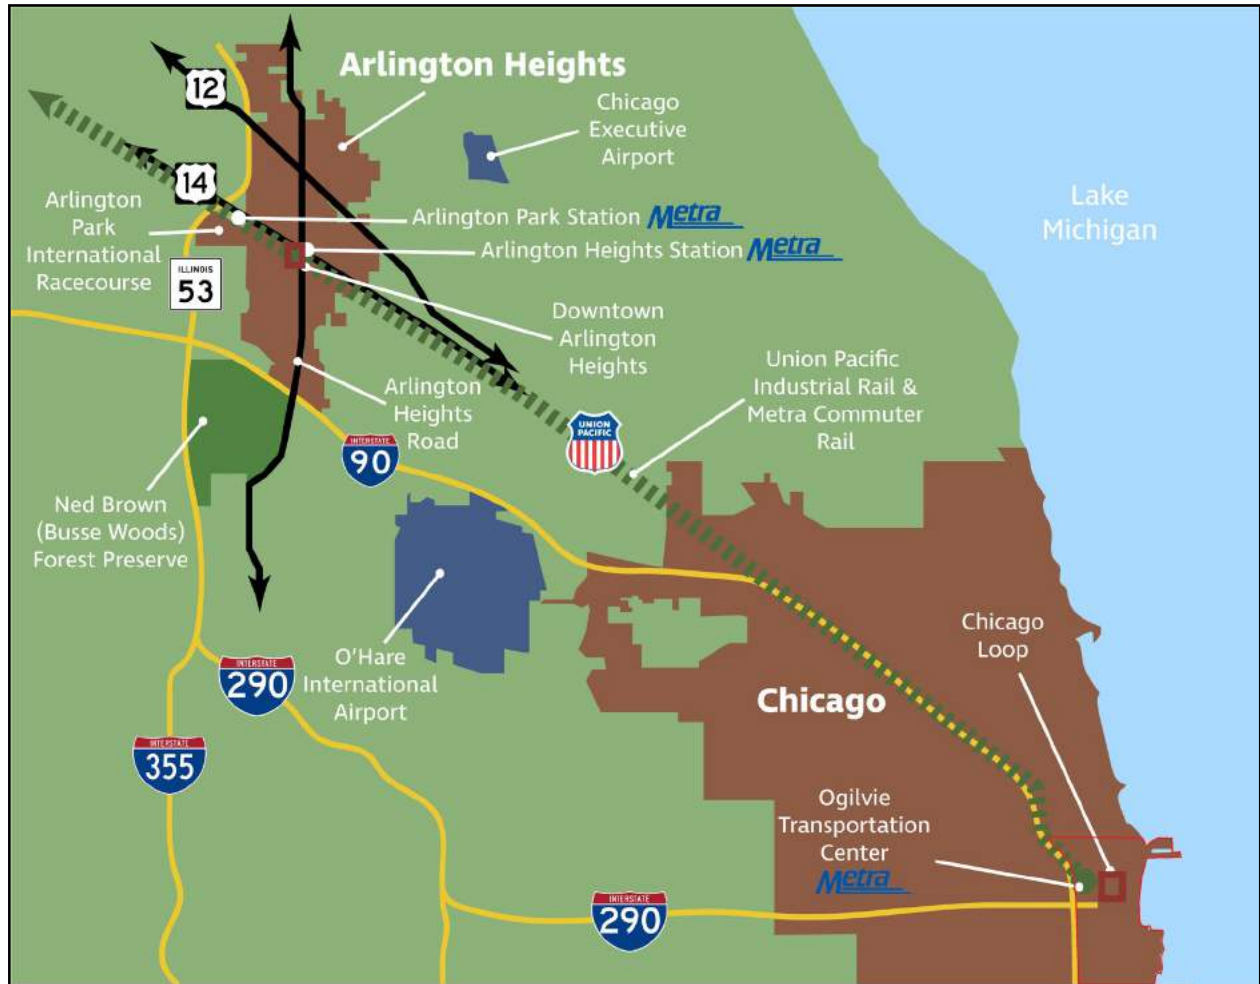 Arlington Heights
12
Chicago
Executive
Airport
14
Arlington
Park
International
Racecourse
Arlington Park Station Metra
Arlington Heights Station Metra
Lake
Michigan
ILLINOIS
53
Downtown
Arlington
Heights
Arlington
Heights
Road
Union Pacific
Industrial Rail &
Metra Commuter
Rail
UNION
PACIFIC
INTERSTATE
90
Ned Brown
(Busse Woods)
Forest Preserve
O'Hare
International
Airport
INTERSTATE
290
INTERSTATE
355
Chicago
Loop
Chicago
Ogilvie
Transportation
Center
Metra
INTERSTATE
290